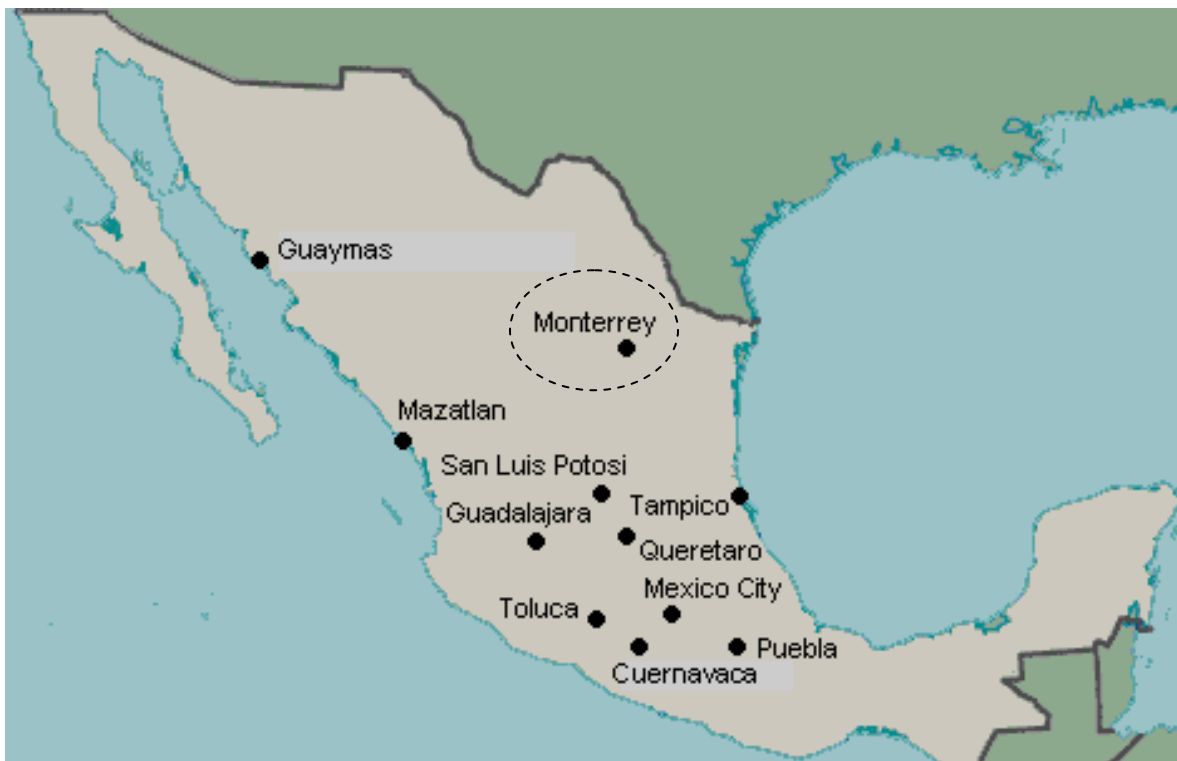 Guaymas
Monterrey
Mazatlan
San Luis Potosi
Tampico
Guadalajara
Queretaro
Mexico City
Toluca
Puebla
Cuernavaca